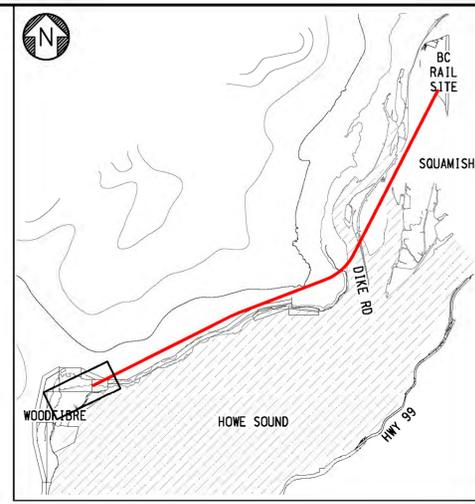 N
BC
RAIL
SITE
SQUAMISH
DIKE RD
WOODFIBRE
HOWE SOUND
HWY 99